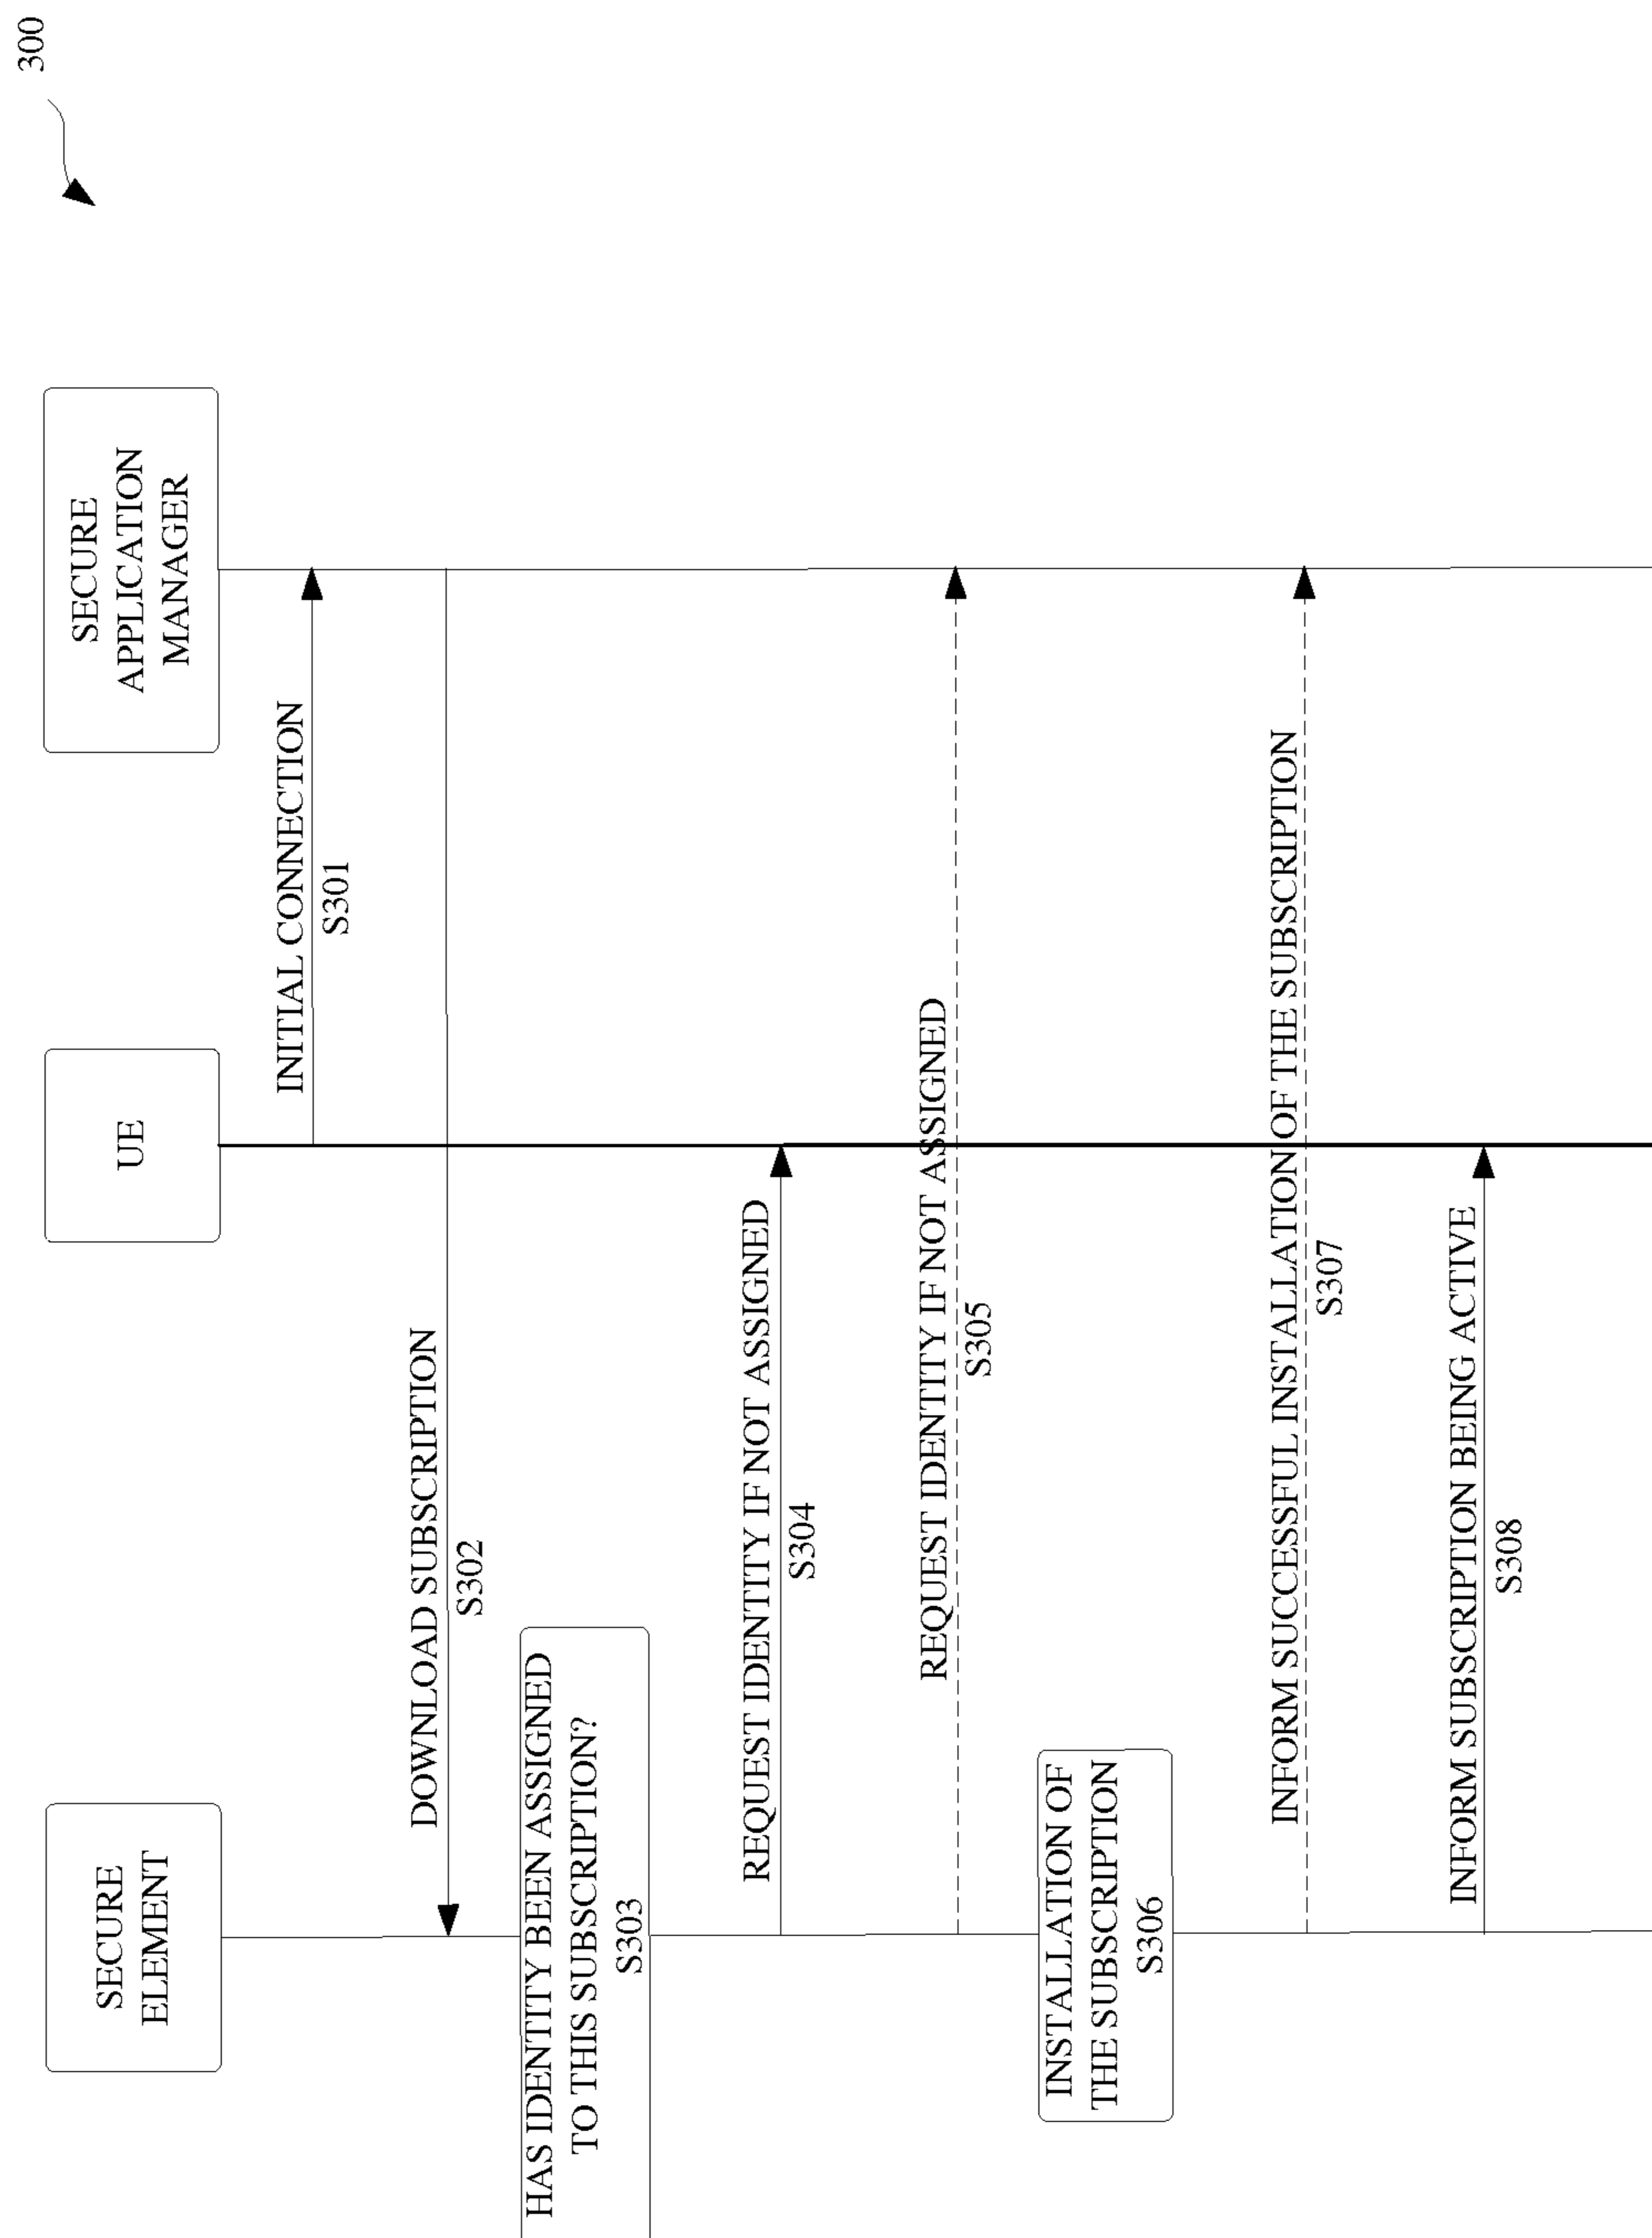 300
SECURE
ELEMENT
UE
SECURE
APPLICATION
MANAGER
INITIAL CONNECTION
S301
DOWNLOAD SUBSCRIPTION
S302
HAS IDENTITY BEEN ASSIGNED
TO THIS SUBSCRIPTION?
S303
REQUEST IDENTITY IF NOT ASSIGNED
S304
REQUEST IDENTITY IF NOT ASSIGNED
S305
INSTALLATION OF
THE SUBSCRIPTION
S306
INFORM SUCCESSFUL INSTALLATION OF THE SUBSCRIPTION
S307
INFORM SUBSCRIPTION BEING ACTIVE
S308